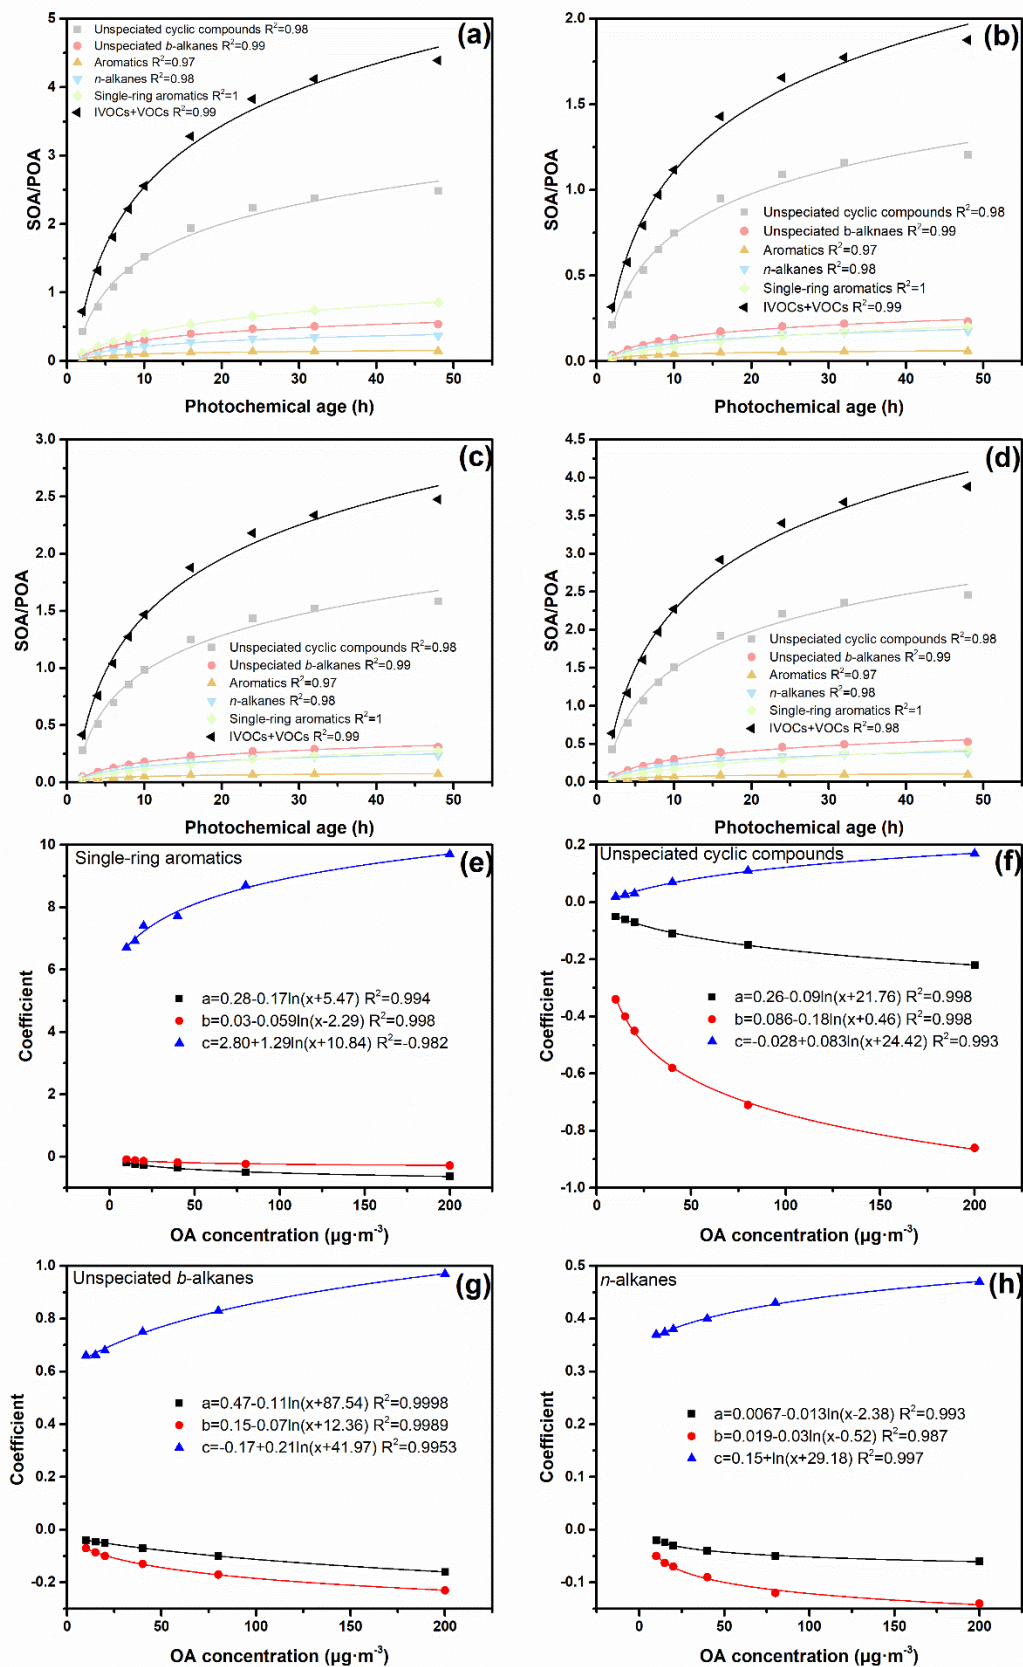 (a)
Unspeciated cyclic compounds R²=0.98
Unspeciated b-alkanes R²=0.99
Aromatics R²=0.97
n-alkanes R²=0.98
Single-ring aromatics R²=1
IVOCs+VOCs R²=0.99
SOA/POA
5
4
3
2
1
0
0 10 20 30 40 50
Photochemical age (h)
(b)
Unspeciated cyclic compounds R²=0.98
Unspeciated b-alknaes R²=0.99
Aromatics R²=0.97
n-alkanes R²=0.98
Single-ring aromatics R²=1
IVOCs+VOCs R²=0.99
SOA/POA
2.0
1.5
1.0
0.5
0.0
0 10 20 30 40 50
Photochemical age (h)
(c)
Unspeciated cyclic compounds R²=0.98
Unspeciated b-alkanes R²=0.99
Aromatics R²=0.97
n-alkanes R²=0.98
Single-ring aromatics R²=1
IVOCs+VOCs R²=0.99
SOA/POA
3.0
2.5
2.0
1.5
1.0
0.5
0.0
0 10 20 30 40 50
Photochemical age (h)
(d)
Unspeciated cyclic compounds R²=0.98
Unspeciated b-alkanes R²=0.99
Aromatics R²=0.97
n-alkanes R²=0.98
Single-ring aromatics R²=1
IVOCs+VOCs R²=0.98
SOA/POA
4.5
4.0
3.5
3.0
2.5
2.0
1.5
1.0
0.5
0.0
0 10 20 30 40 50
Photochemical age (h)
Single-ring aromatics
(e)
a=0.28-0.17ln(x+5.47) R²=0.994
b=0.03-0.059ln(x-2.29) R²=0.998
c=2.80+1.29ln(x+10.84) R²=-0.982
Coefficient
10
8
6
4
2
0
0 50 100 150 200
OA concentration (μg·m⁻³)
Unspeciated cyclic compounds
(f)
a=0.26-0.09ln(x+21.76) R²=0.998
b=0.086-0.18ln(x+0.46) R²=0.998
c=-0.028+0.083ln(x+24.42) R²=0.993
Coefficient
0.2
0.0
-0.2
-0.4
-0.6
-0.8
-1.0
0 50 100 150 200
OA concentration (μg·m⁻³)
Unspeciated b-alkanes
(g)
a=0.47-0.11ln(x+87.54) R²=0.9998
b=0.15-0.07ln(x+12.36) R²=0.9989
c=-0.17+0.21ln(x+41.97) R²=0.9953
Coefficient
1.0
0.8
0.6
0.4
0.2
0.0
-0.2
0 50 100 150 200
OA concentration (μg·m⁻³)
n-alkanes
(h)
a=0.0067-0.013ln(x-2.38) R²=0.993
b=0.019-0.03ln(x-0.52) R²=0.987
c=0.15+ln(x+29.18) R²=0.997
Coefficient
0.5
0.4
0.3
0.2
0.1
0.0
-0.1
0 50 100 150 200
OA concentration (μg·m⁻³)